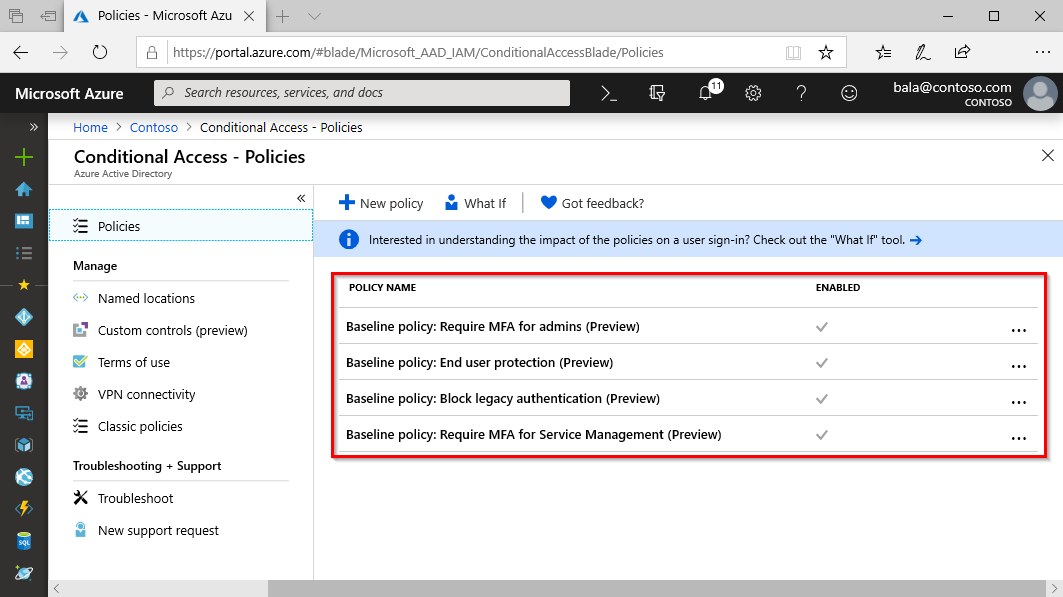 Policies - Microsoft Azu
https://portal.azure.com/#blade/Microsoft_AAD_IAM/ConditionalAccessBlade/Policies
Microsoft Azure
Search resources, services, and docs
11
bala@contoso.com
CONTOSO
Home > Contoso > Conditional Access - Policies
Conditional Access - Policies
Azure Active Directory
Policies
Manage
Named locations
Custom controls (preview)
Terms of use
VPN connectivity
Classic policies
Troubleshooting + Support
Troubleshoot
New support request
New policy
What If
Got feedback?
Interested in understanding the impact of the policies on a user sign-in? Check out the "What If" tool.
POLICY NAME ENABLED
Baseline policy: Require MFA for admins (Preview)
Baseline policy: End user protection (Preview)
Baseline policy: Block legacy authentication (Preview)
Baseline policy: Require MFA for Service Management (Preview)
SQL